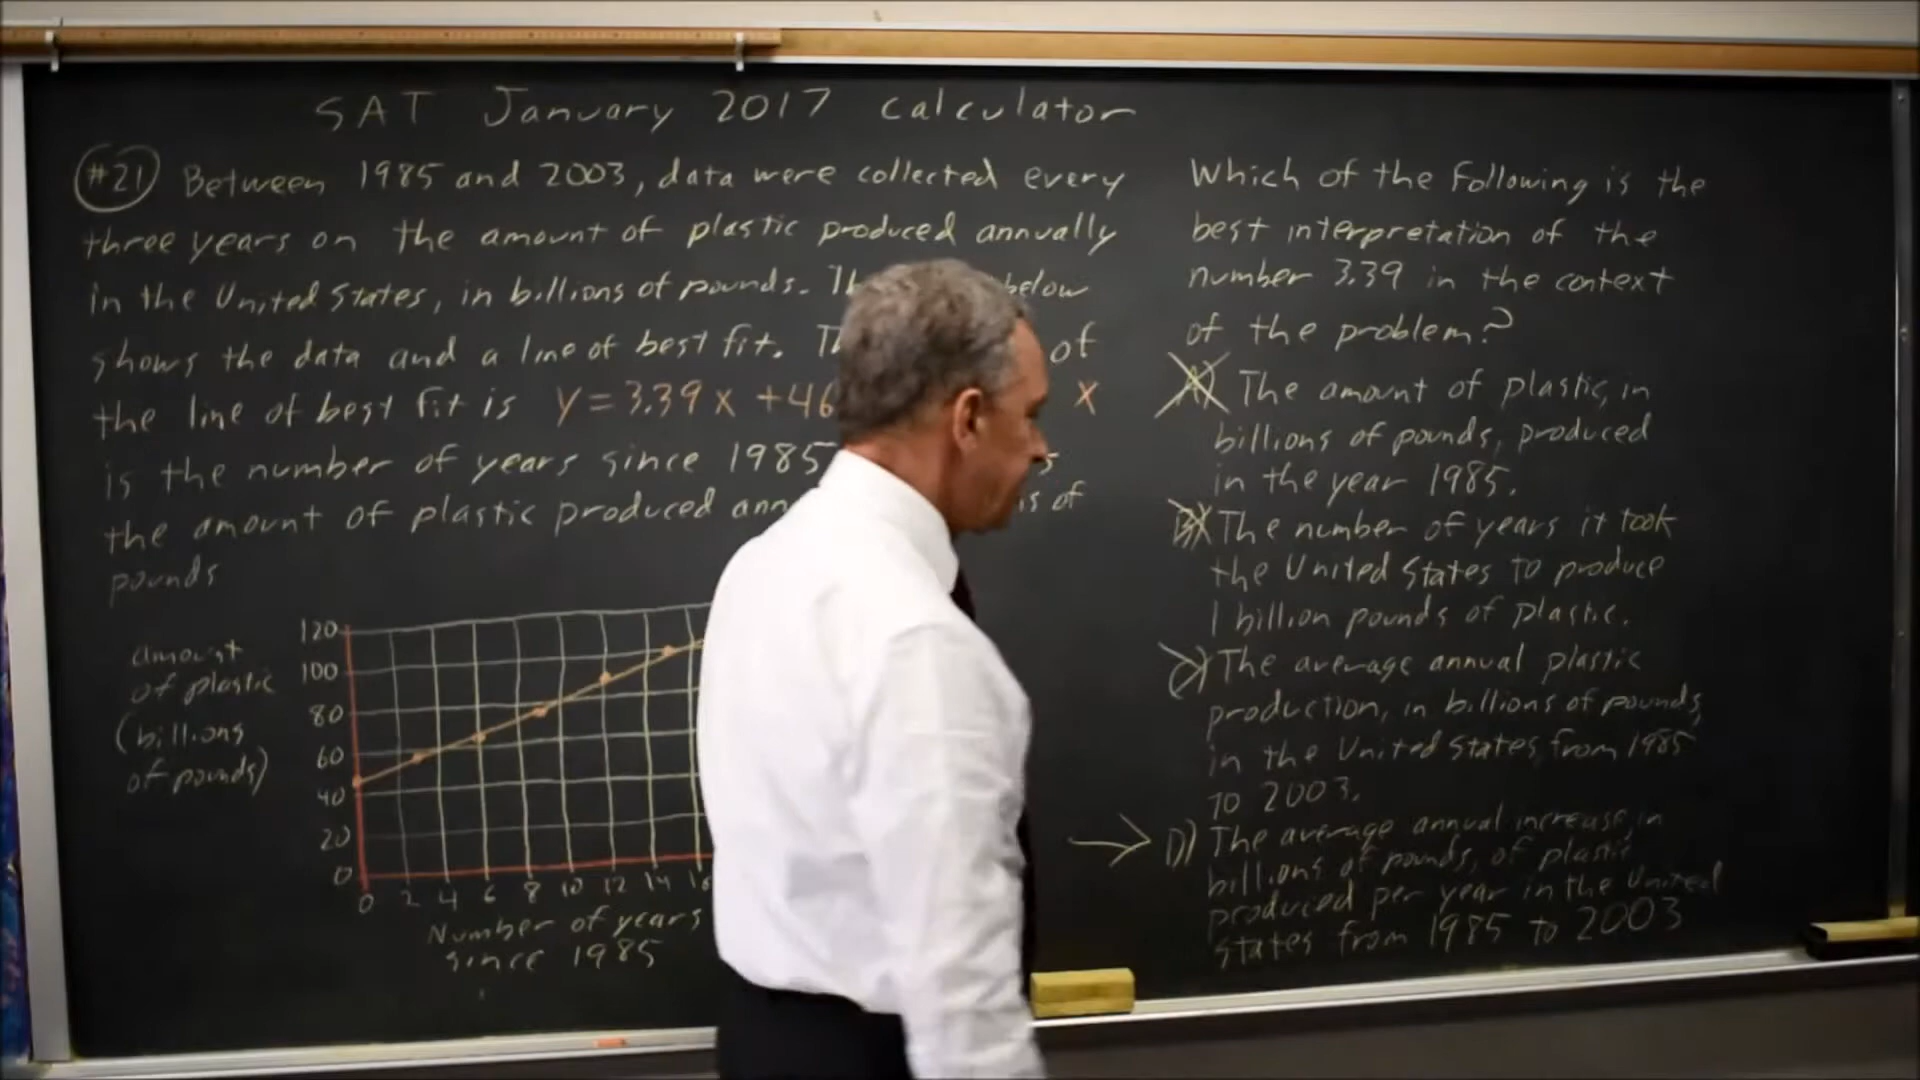 SAT January 2017 calculator
#21 Between 1985 and 2003, data were collected every
three years on the amount of plastic produced annually
in the United States, in billions of pounds. below
shows the data and a line of best fit. of
the line of best fit is y=3.39x+46 x
is the number of years since 1985
the amount of plastic produced of
pounds
amount
of plastic
(billions
of pounds)
120
100
80
60
40
20
0
0 2 4 6 8 10 12 14 16
Number of years
since 1985
Which of the following is the
best interpretation of the
number 3.39 in the context
of the problem?
A) The amount of plastic, in
billions of pounds, produced
in the year 1985.
B) The number of years it took
the United States to produce
1 billion pounds of plastic.
C) The average annual plastic
production, in billions of pounds,
in the United States, from 1985
to 2003.
D) The average annual increase, in
billions of pounds, of plastic
produced per year in the United
States from 1985 to 2003